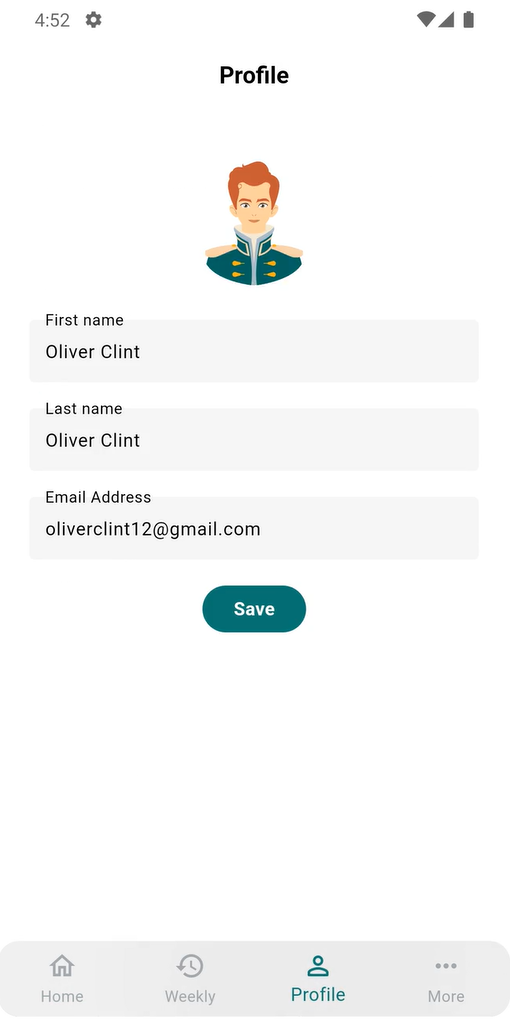 4:52
Profile
First name
Oliver Clint
Last name
Oliver Clint
Email Address
oliverclint12@gmail.com
Save
Home
Weekly
Profile
More